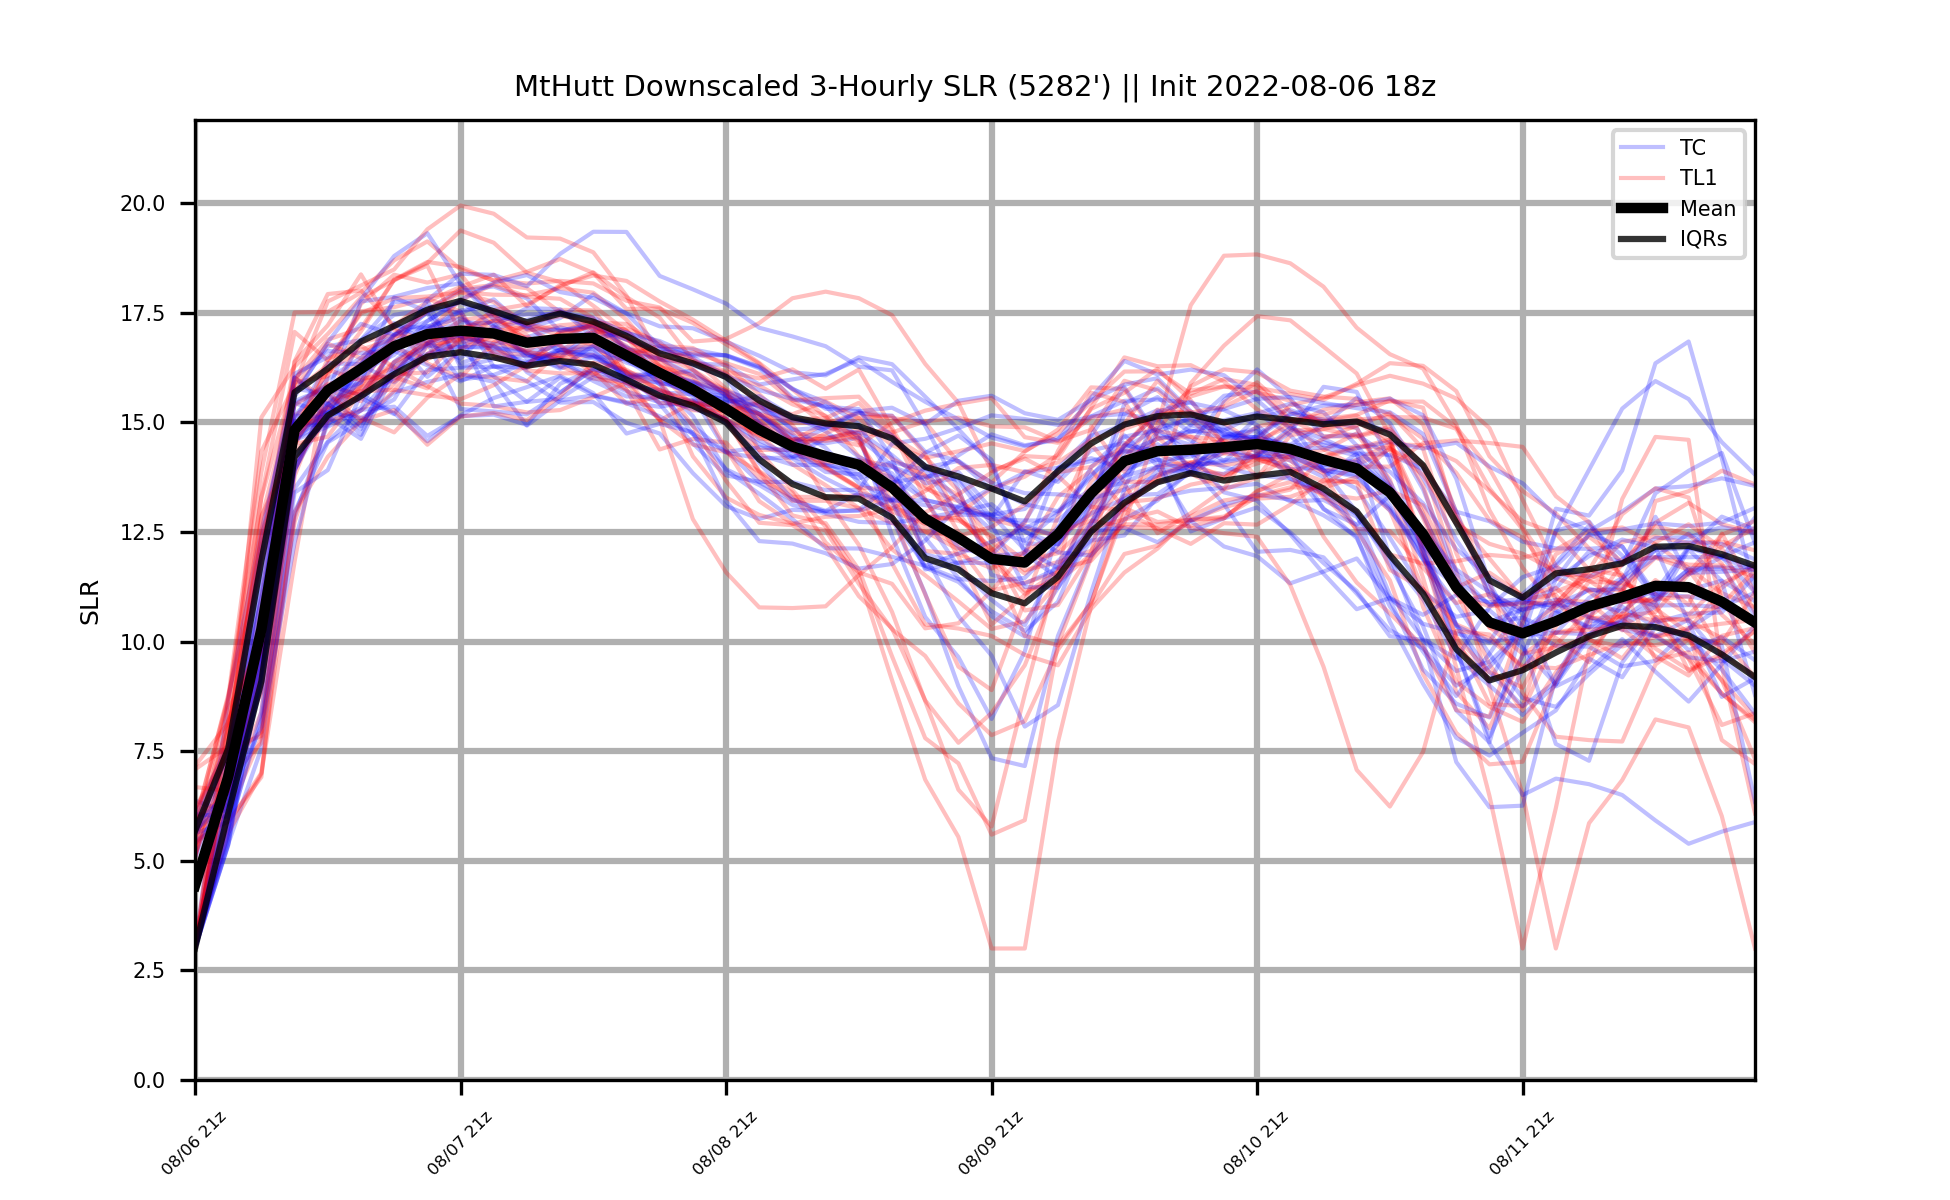 MtHutt Downscaled 3-Hourly SLR (5282') || Init 2022-08-06 18z
TC
TL1
Mean
IQRs
20.0
17.5
15.0
12.5
10.0
7.5
5.0
2.5
0.0
SLR
08/06 21z
08/07 21z
08/08 21z
08/09 21z
08/10 21z
08/11 21z